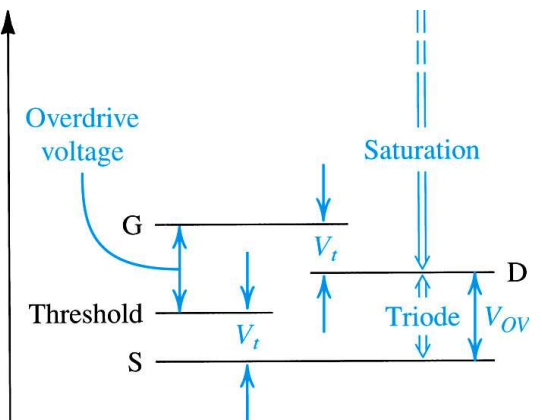 Overdrive
voltage
Saturation
G
V_t
D
Threshold
V_t
Triode
V_OV
S